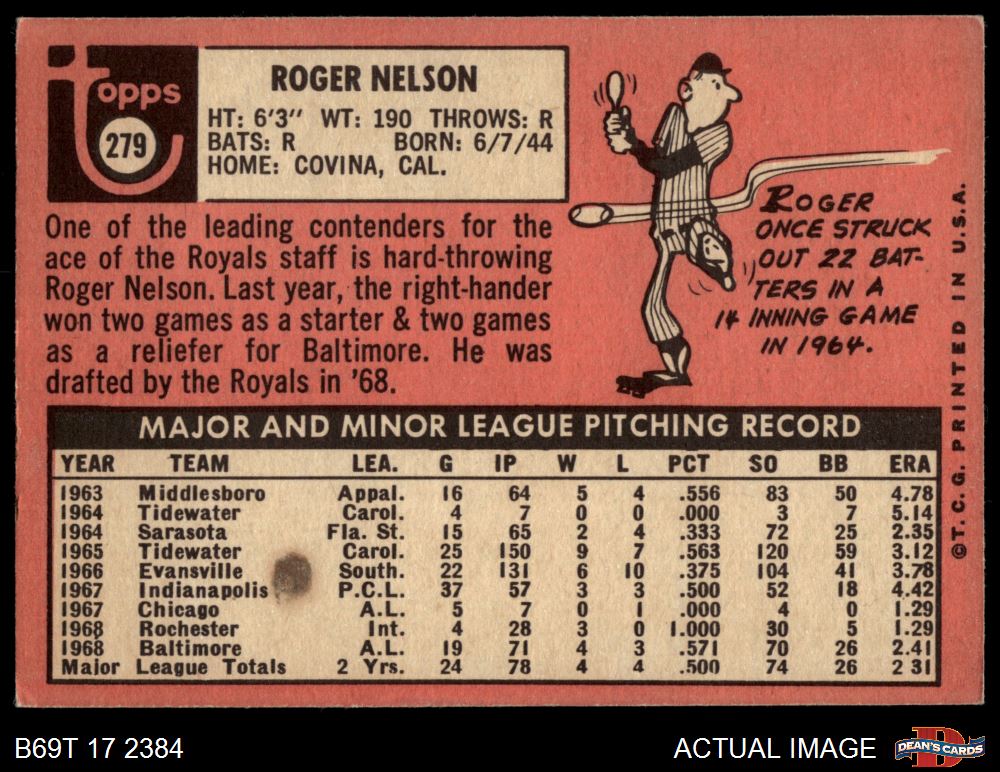 topps
279
ROGER NELSON
HT: 6'3" WT: 190 THROWS: R
BATS: R BORN: 6/7/44
HOME: COVINA, CAL.
One of the leading contenders for the
ace of the Royals staff is hard-throwing
Roger Nelson. Last year, the right-hander
won two games as a starter & two games
as a reliefer for Baltimore. He was
drafted by the Royals in '68.
ROGER
ONCE STRUCK
OUT 22 BAT-
TERS IN A
14 INNING GAME
IN 1964.
MAJOR AND MINOR LEAGUE PITCHING RECORD
YEAR TEAM LEA. G IP W L PCT SO BB ERA
1963 Middlesboro Appal. 16 64 5 4 .556 83 50 4.78
1964 Tidewater Carol. 4 7 0 0 .000 3 7 5.14
1964 Sarasota Fla. St. 15 65 2 4 .333 72 25 2.35
1965 Tidewater Carol. 25 150 9 7 .563 120 59 3.12
1966 Evansville South. 22 131 6 10 .375 104 41 3.78
1967 Indianapolis P.C.L. 37 57 3 3 .500 52 18 4.42
1967 Chicago A.L. 5 7 0 1 .000 4 0 1.29
1968 Rochester Int. 4 28 3 0 1.000 30 5 1.29
1968 Baltimore A.L. 19 71 4 3 .571 70 26 2.41
Major League Totals 2 Yrs. 24 78 4 4 .500 74 26 2 31
©T.C.G. PRINTED IN U.S.A.
B69T 17 2384
ACTUAL IMAGE
DEAN'S CARDS